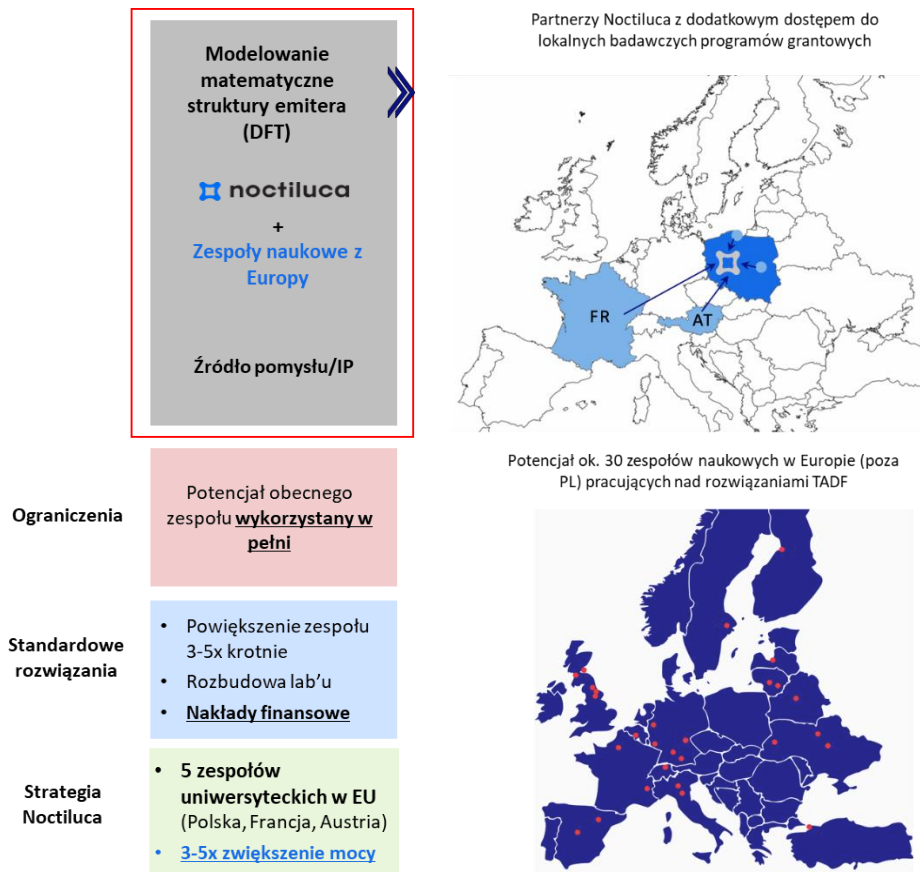 Modelowanie
matematyczne
struktury emitera
(DFT)
noctiluca
+
Zespoły naukowe z
Europy
Źródło pomysłu/IP
Partnerzy Noctiluca z dodatkowym dostępem do
lokalnych badawczych programów grantowych
FR
AT
Ograniczenia
Potencjał obecnego
zespołu wykorzystany w
pełni
Standardowe
rozwiązania
• Powiększenie zespołu
3-5x krotnie
• Rozbudowa lab'u
• Nakłady finansowe
Strategia
Noctiluca
• 5 zespołów
uniwersyteckich w EU
(Polska, Francja, Austria)
• 3-5x zwiększenie mocy
Potencjał ok. 30 zespołów naukowych w Europie (poza
PL) pracujących nad rozwiązaniami TADF